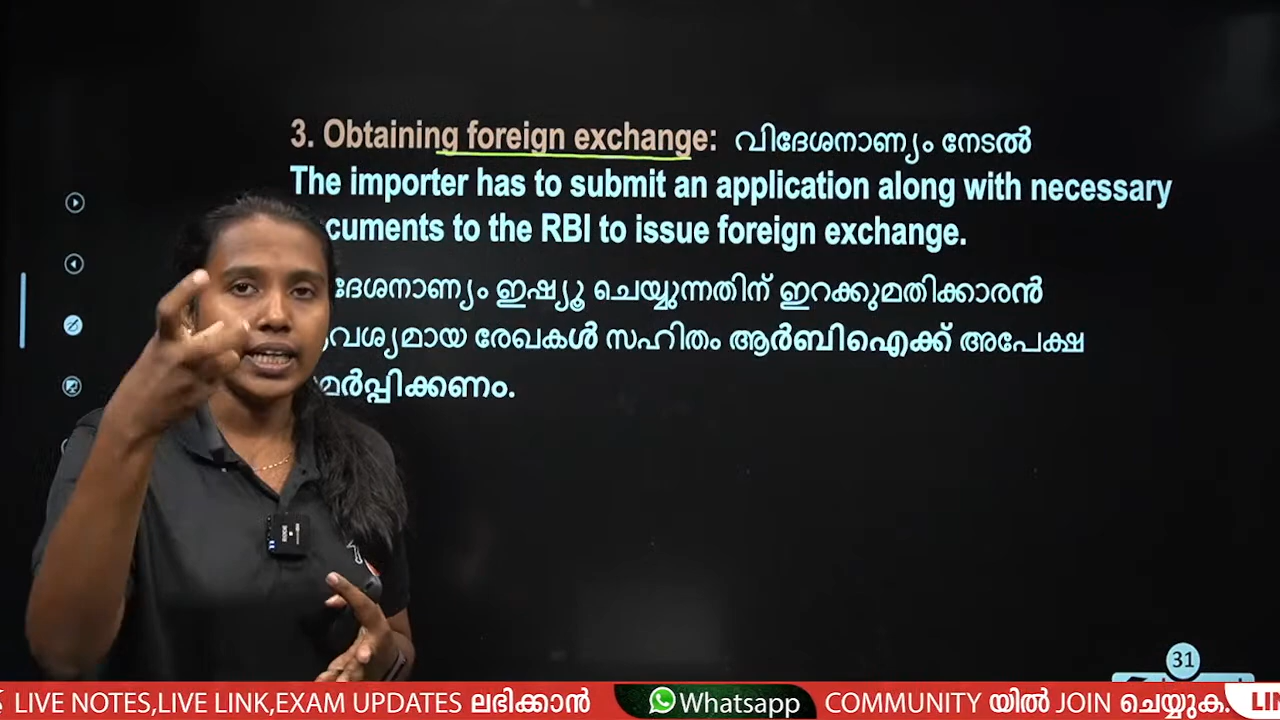 3. Obtaining foreign exchange: വിദേശനാണ്യം നേടൽ
The importer has to submit an application along with necessary
cuments to the RBI to issue foreign exchange.
ദേശനാണ്യം ഇഷ്യൂ ചെയ്യുന്നതിന് ഇറക്കുമതിക്കാരൻ
വശ്യമായ രേഖകൾ സഹിതം ആർബിഐക്ക് അപേക്ഷ
മർപ്പിക്കണം.
RODE
31
LIVE NOTES,LIVE LINK,EXAM UPDATES ലഭിക്കാൻ Whatsapp COMMUNITY യിൽ JOIN ചെയ്യുക. LI